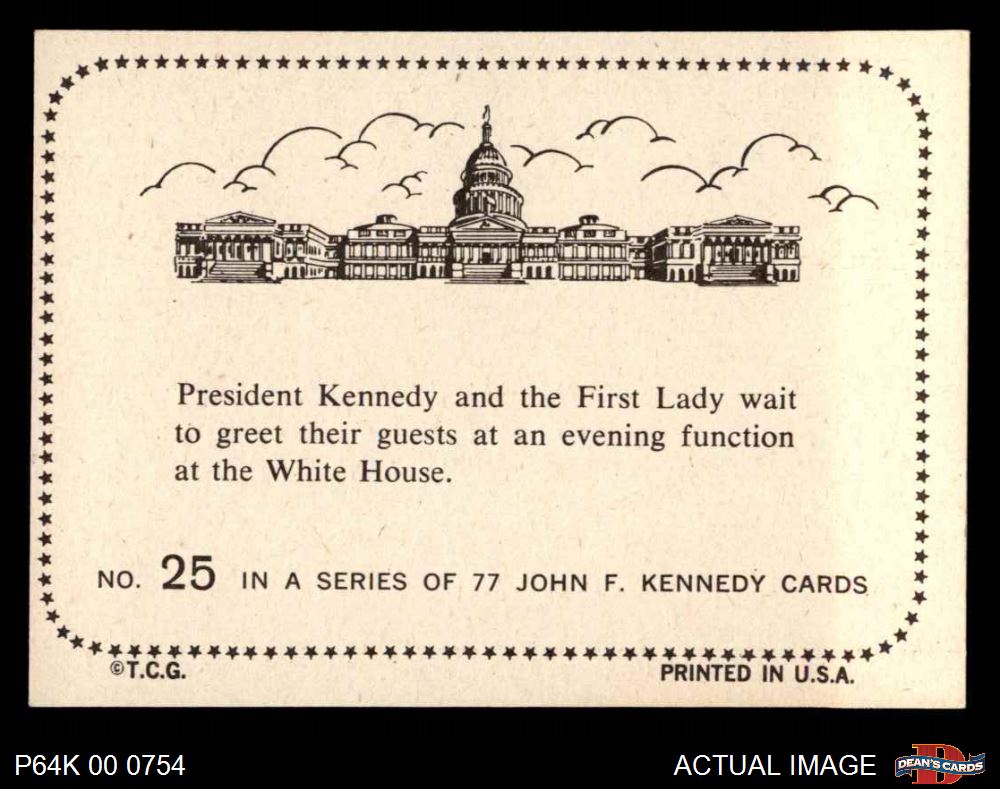 President Kennedy and the First Lady wait
to greet their guests at an evening function
at the White House.
NO. 25 IN A SERIES OF 77 JOHN F. KENNEDY CARDS
©T.C.G. PRINTED IN U.S.A.
P64K 00 0754 ACTUAL IMAGE DEAN'S CARDS